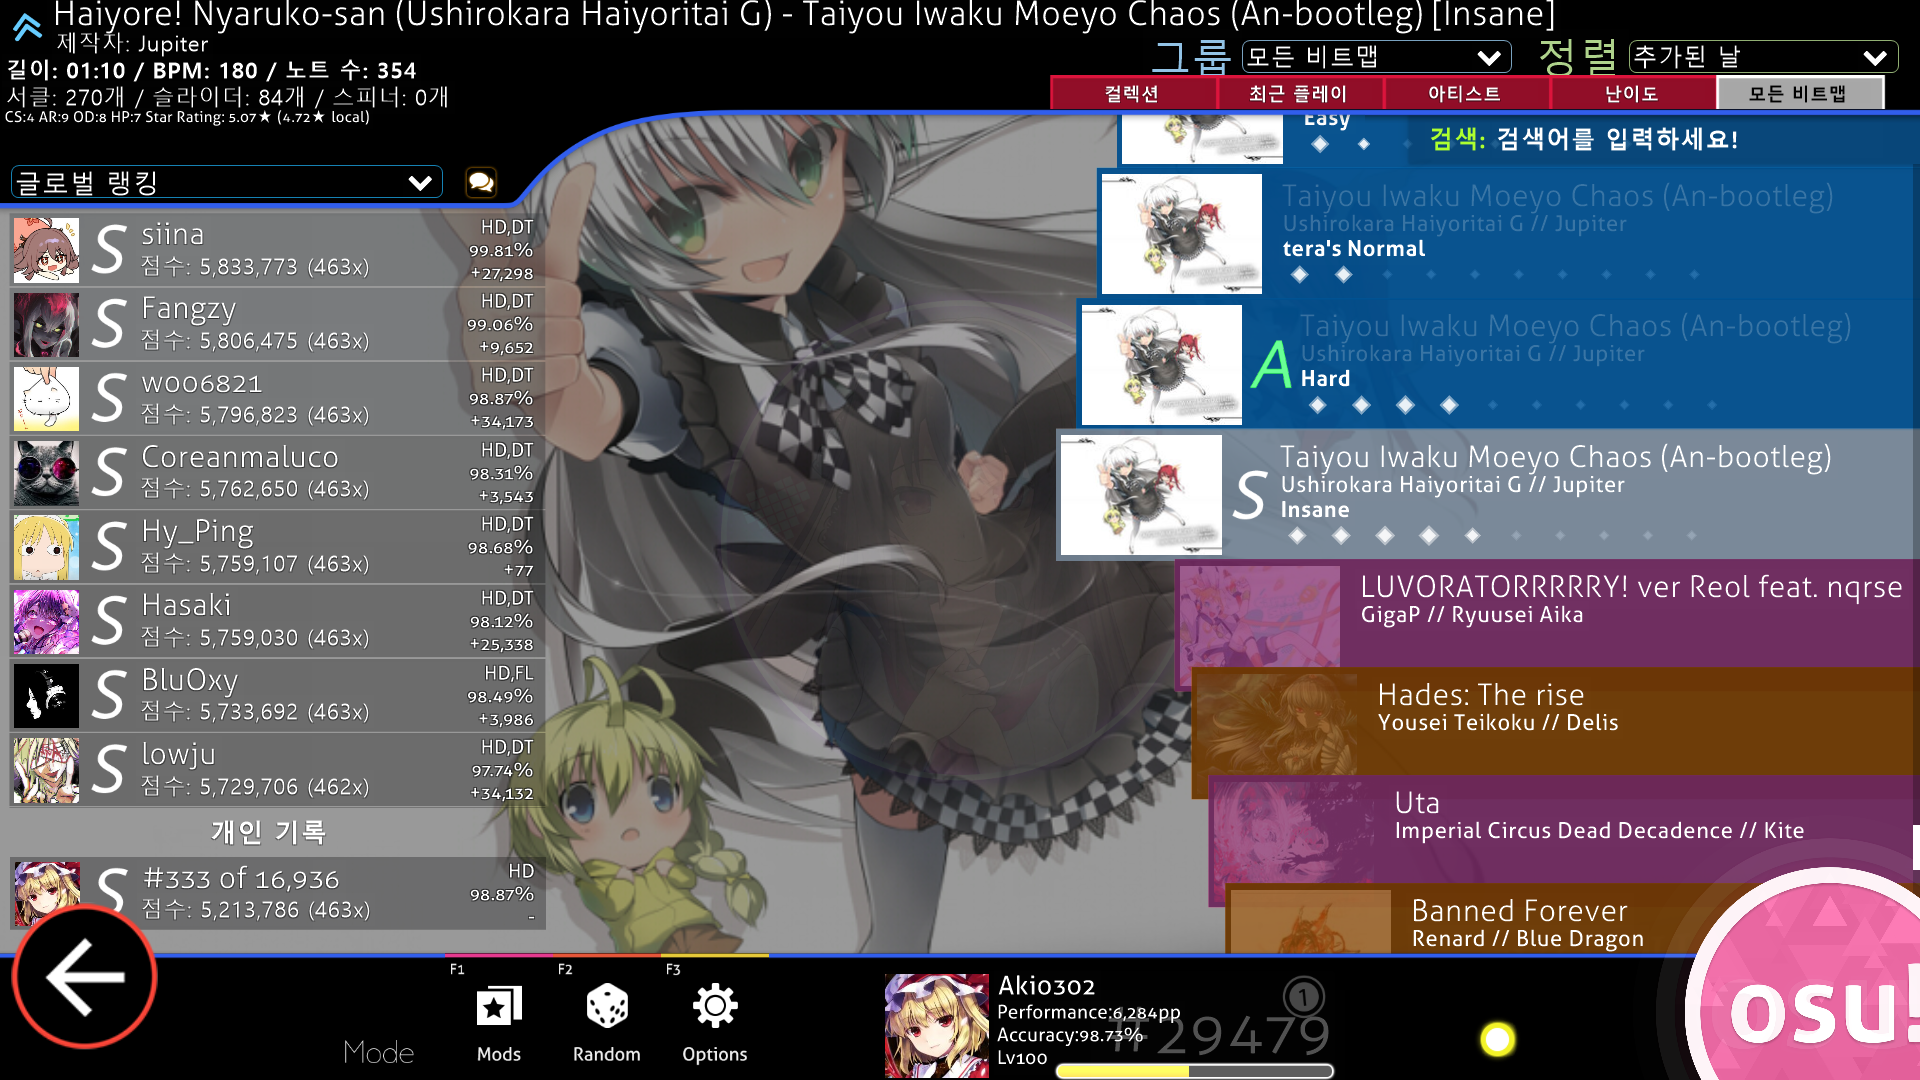 Haiyore! Nyaruko-san (Ushirokara Haiyoritai G) - Taiyou Iwaku Moeyo Chaos (An-bootleg) [Insane]
제작자: Jupiter
길이: 01:10 / BPM: 180 / 노트 수: 354
서클: 270개 / 슬라이더: 84개 / 스피너: 0개
CS:4 AR:9 OD:8 HP:7 Star Rating: 5.07★ (4.72★ local)
그룹 모든 비트맵 정렬 추가된 날
컬렉션 최근 플레이 아티스트 난이도 모든 비트맵
검색: 검색어를 입력하세요!
글로벌 랭킹
S siina HD,DT
점수: 5,833,773 (463x) 99.81%
+27,298
S Fangzy HD,DT
점수: 5,806,475 (463x) 99.06%
+9,652
S woo6821 HD,DT
점수: 5,796,823 (463x) 98.87%
+34,173
S Coreanmaluco HD,DT
점수: 5,762,650 (463x) 98.31%
+3,543
S Hy_Ping HD,DT
점수: 5,759,107 (463x) 98.68%
+77
S Hasaki HD,DT
점수: 5,759,030 (463x) 98.12%
+25,338
S BluOxy HD,FL
점수: 5,733,692 (463x) 98.49%
+3,986
S lowju HD,DT
점수: 5,729,706 (462x) 97.74%
+34,132
개인 기록
S #333 of 16,936 HD
점수: 5,213,786 (463x) 98.87%
-
Easy
Taiyou Iwaku Moeyo Chaos (An-bootleg)
Ushirokara Haiyoritai G // Jupiter
tera's Normal
Taiyou Iwaku Moeyo Chaos (An-bootleg)
Ushirokara Haiyoritai G // Jupiter
A Hard
Taiyou Iwaku Moeyo Chaos (An-bootleg)
Ushirokara Haiyoritai G // Jupiter
S Insane
LUVORATORRRRRY! ver Reol feat. nqrse
GigaP // Ryuusei Aika
Hades: The rise
Yousei Teikoku // Delis
Uta
Imperial Circus Dead Decadence // Kite
Banned Forever
Renard // Blue Dragon
Mode
F1 Mods
F2 Random
F3 Options
Akio302
Performance:6,284pp
Accuracy:98.73%
Lv100
#29479
1
osu!